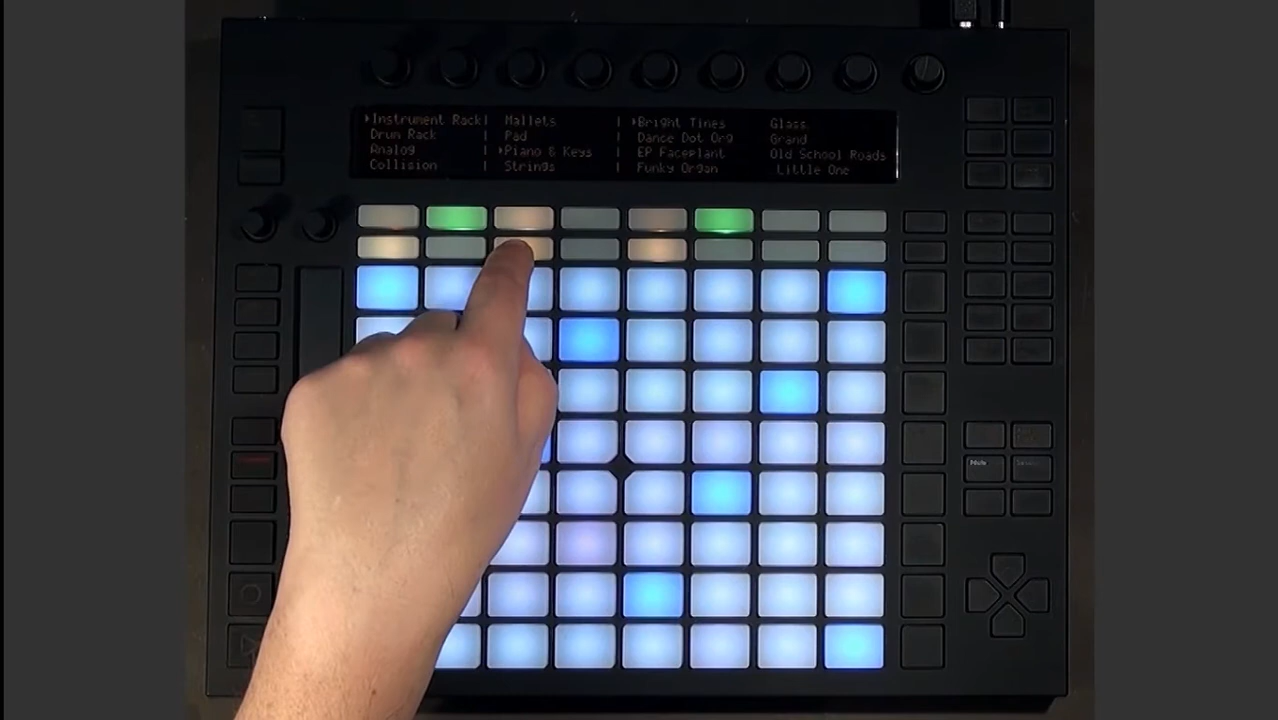 Instrument Rack Mallets Bright Tines Glass
Drum Rack Pad Dance Dot Org Grand
Analog Piano & Keys EP Faceplant Old School Roads
Collision Strings Funky Organ Little One
Mute